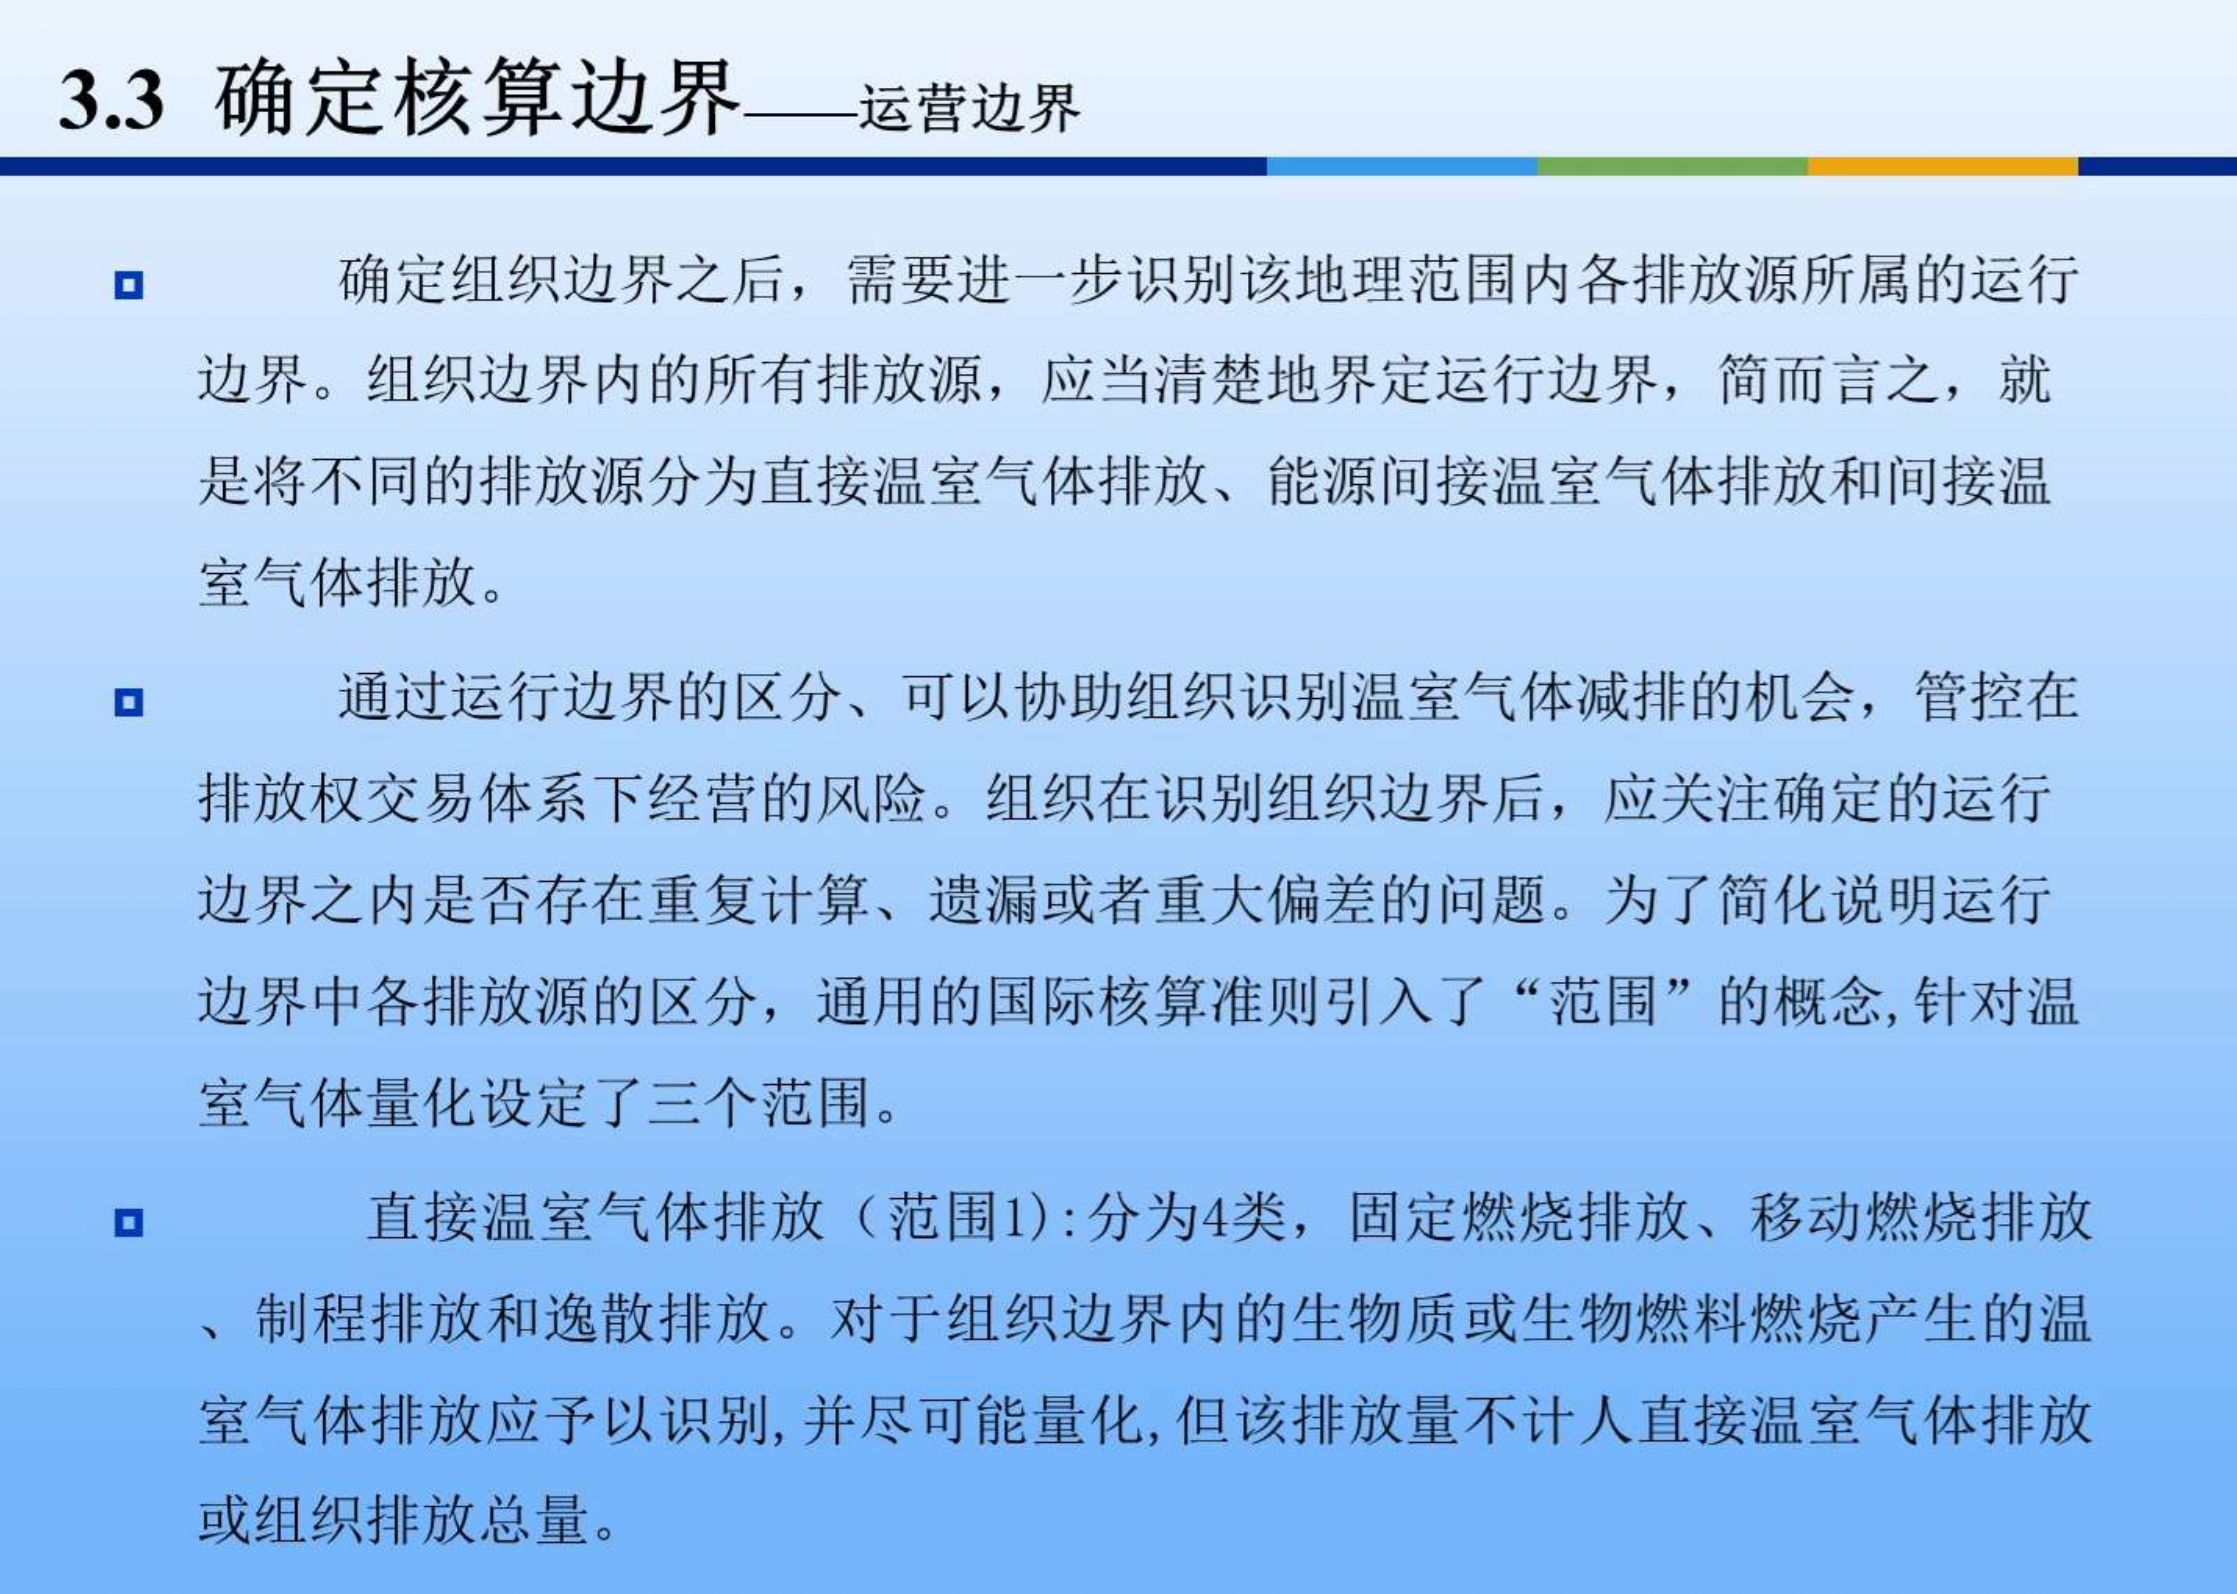 3.3 确定核算边界——运营边界
确定组织边界之后，需要进一步识别该地理范围内各排放源所属的运行
边界。组织边界内的所有排放源，应当清楚地界定运行边界，简而言之，就
是将不同的排放源分为直接温室气体排放、能源间接温室气体排放和间接温
室气体排放。
通过运行边界的区分、可以协助组织识别温室气体减排的机会，管控在
排放权交易体系下经营的风险。组织在识别组织边界后，应关注确定的运行
边界之内是否存在重复计算、遗漏或者重大偏差的问题。为了简化说明运行
边界中各排放源的区分，通用的国际核算准则引入了“范围”的概念,针对温
室气体量化设定了三个范围。
直接温室气体排放（范围1):分为4类，固定燃烧排放、移动燃烧排放
、制程排放和逸散排放。对于组织边界内的生物质或生物燃料燃烧产生的温
室气体排放应予以识别,并尽可能量化,但该排放量不计人直接温室气体排放
或组织排放总量。